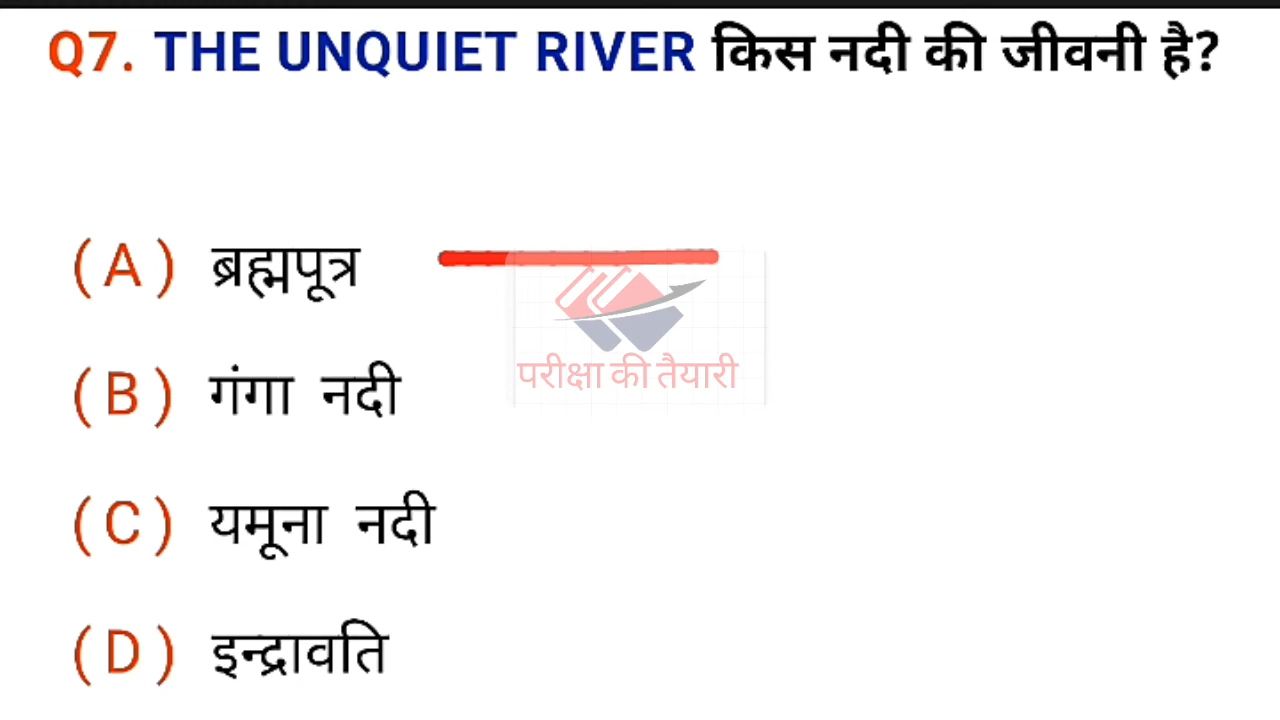 Q7. THE UNQUIET RIVER किस नदी की जीवनी है?
(A) ब्रह्मपूत्र
परीक्षा की तैयारी
(B) गंगा नदी
(C) यमूना नदी
(D) इन्द्रावति